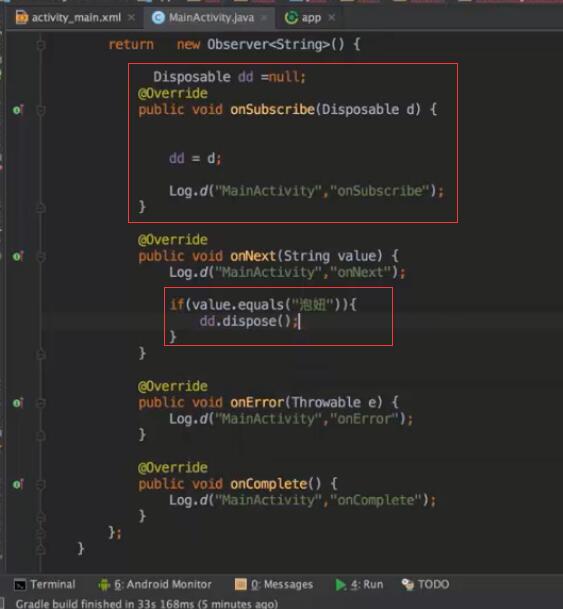 activity_main.xml × MainActivity.java × app ×
return new Observer<String>() {
Disposable dd =null;
@Override
public void onSubscribe(Disposable d) {
dd = d;
Log.d("MainActivity","onSubscribe");
}
@Override
public void onNext(String value) {
Log.d("MainActivity","onNext");
if(value.equals("泡妞")){
dd.dispose();
}
}
@Override
public void onError(Throwable e) {
Log.d("MainActivity","onError");
}
@Override
public void onComplete() {
Log.d("MainActivity","onComplete");
}
};
}
Terminal 6: Android Monitor 0: Messages 4: Run TODO
Gradle build finished in 33s 168ms (5 minutes ago)